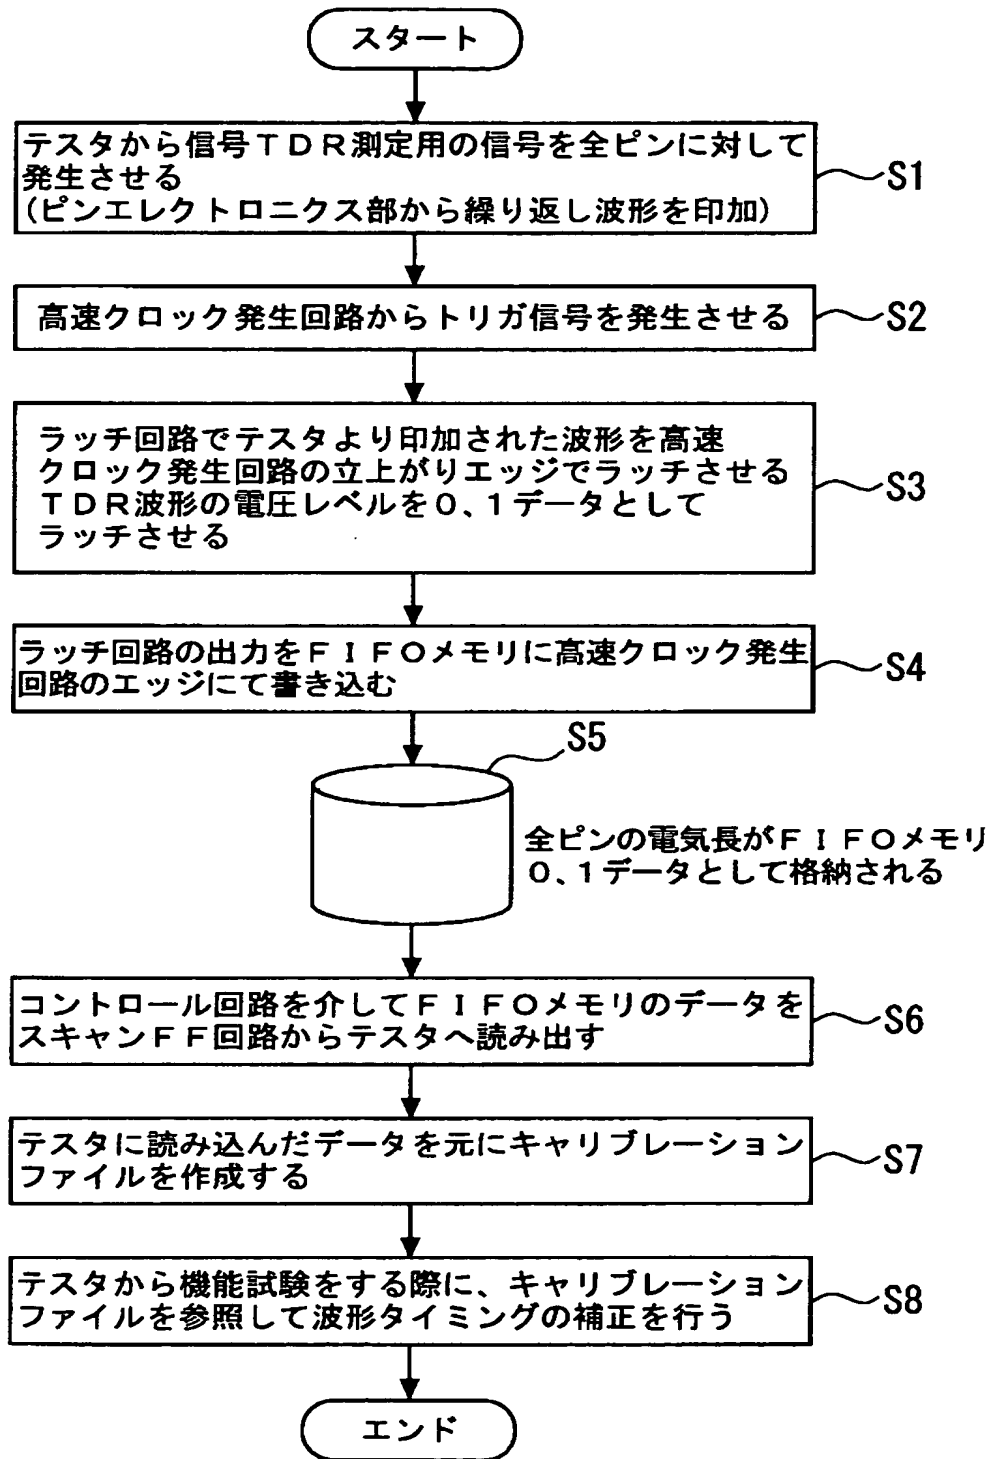 スタート
テスタから信号ＴＤＲ測定用の信号を全ピンに対して
発生させる
(ピンエレクトロニクス部から繰り返し波形を印加)
S1
高速クロック発生回路からトリガ信号を発生させる
S2
ラッチ回路でテスタより印加された波形を高速
クロック発生回路の立上がりエッジでラッチさせる
ＴＤＲ波形の電圧レベルを０、１データとして
ラッチさせる
S3
ラッチ回路の出力をＦＩＦＯメモリに高速クロック発生
回路のエッジにて書き込む
S4
S5
全ピンの電気長がＦＩＦＯメモリ
０、１データとして格納される
コントロール回路を介してＦＩＦＯメモリのデータを
スキャンＦＦ回路からテスタへ読み出す
S6
テスタに読み込んだデータを元にキャリブレーション
ファイルを作成する
S7
テスタから機能試験をする際に、キャリブレーション
ファイルを参照して波形タイミングの補正を行う
S8
エンド